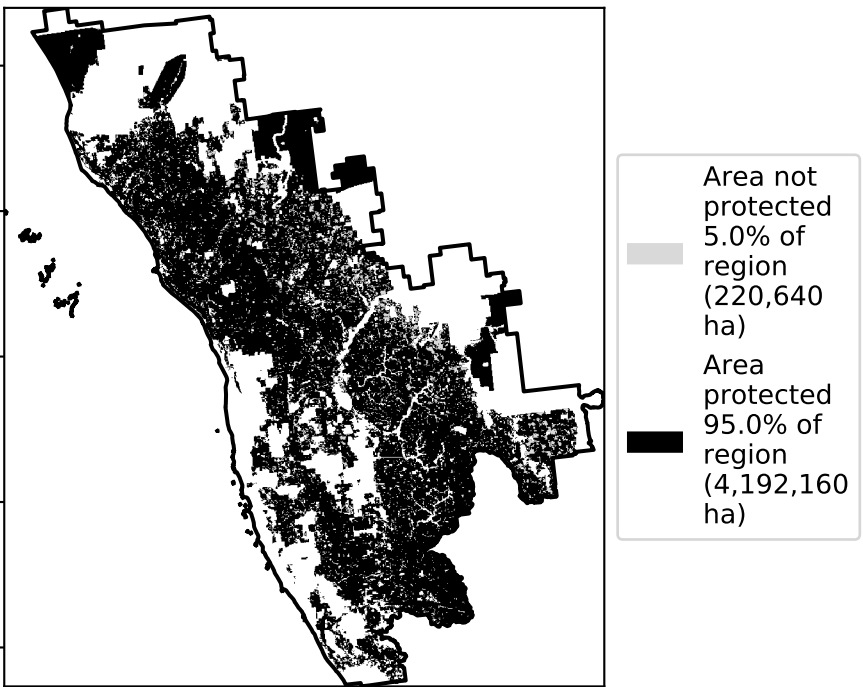 Area not
protected
5.0% of
region
(220,640
ha)
Area
protected
95.0% of
region
(4,192,160
ha)